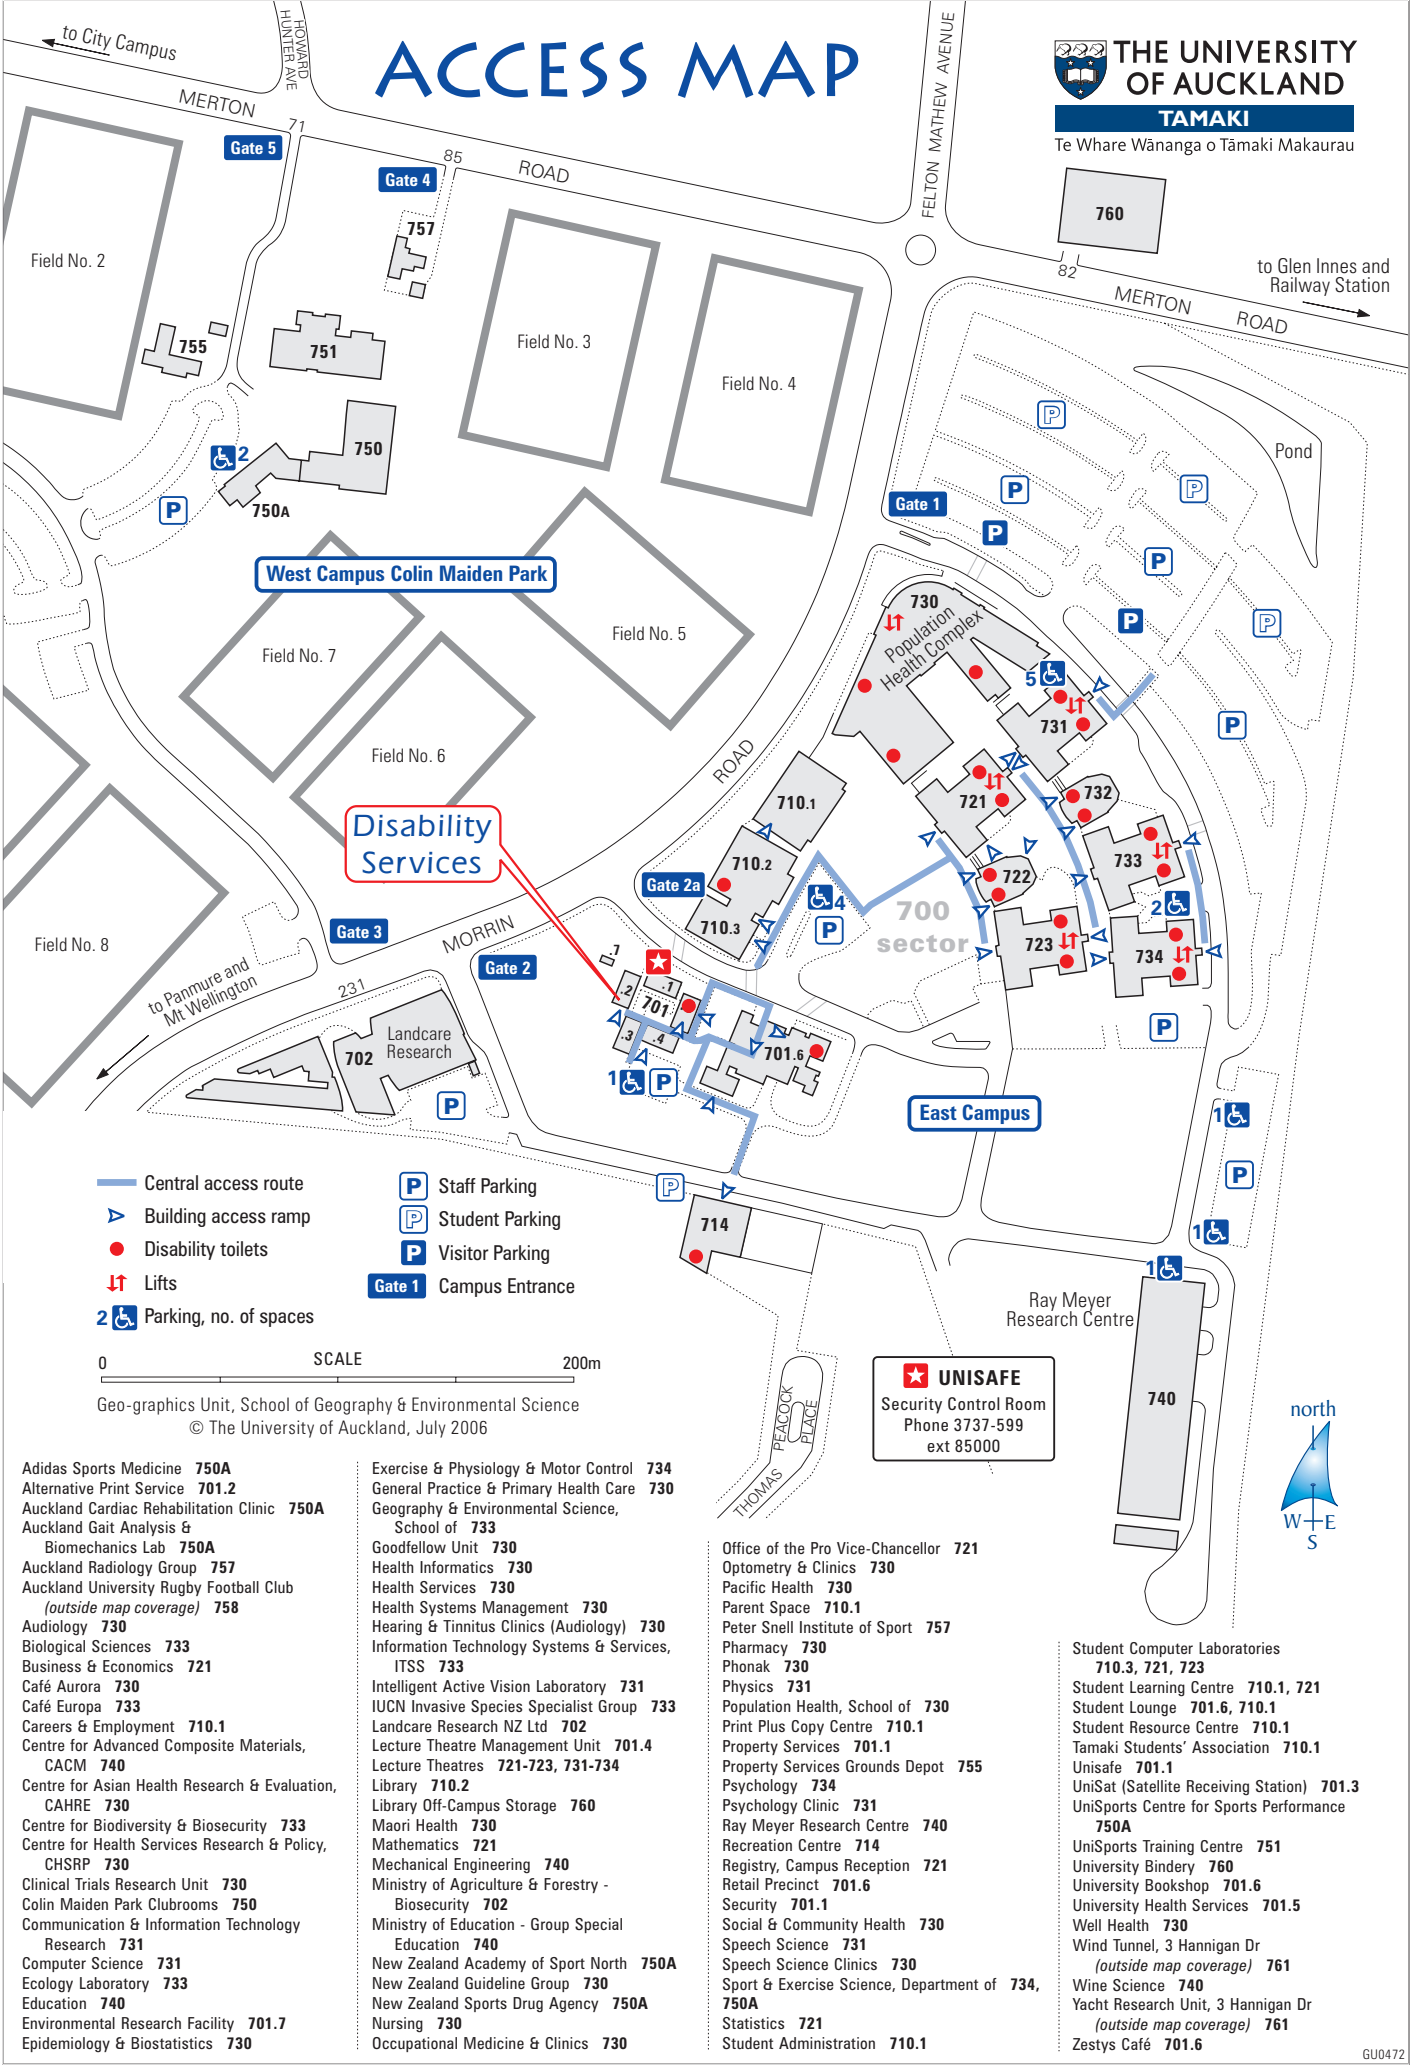 to City Campus
HOWARD
HUNTER AVE
ACCESS MAP
FELTON MATHEW AVENUE
THE UNIVERSITY
OF AUCKLAND
TAMAKI
Te Whare Wānanga o Tāmaki Makaurau
MERTON
71
Gate 5
85
ROAD
Gate 4
757
760
Field No. 2
82
to Glen Innes and
Railway Station
MERTON
ROAD
755
751
Field No. 3
Field No. 4
P
Pond
750
2
P
750A
P
P
Gate 1
P
West Campus Colin Maiden Park
P
730
Population
Health Complex
P
P
Field No. 5
Field No. 7
5
731
P
Field No. 6
ROAD
721
732
710.1
Disability
Services
710.2
733
722
Gate 2a
4
2
710.3
P
700
sector
723
734
Field No. 8
Gate 3
MORRIN
Gate 2
.7
to Panmure and
Mt Wellington
231
.2
.1
701
P
Landcare
Research
702
.3
.4
701.6
1
P
P
East Campus
1
P
Central access route
Building access ramp
Disability toilets
Lifts
2 Parking, no. of spaces
P Staff Parking
P Student Parking
P Visitor Parking
Gate 1 Campus Entrance
P
714
1
1
Ray Meyer
Research Centre
740
0 SCALE 200m
Geo-graphics Unit, School of Geography & Environmental Science
© The University of Auckland, July 2006
PEACOCK
PLACE
THOMAS
UNISAFE
Security Control Room
Phone 3737-599
ext 85000
north
W E
S
Adidas Sports Medicine 750A
Alternative Print Service 701.2
Auckland Cardiac Rehabilitation Clinic 750A
Auckland Gait Analysis &
Biomechanics Lab 750A
Auckland Radiology Group 757
Auckland University Rugby Football Club
(outside map coverage) 758
Audiology 730
Biological Sciences 733
Business & Economics 721
Café Aurora 730
Café Europa 733
Careers & Employment 710.1
Centre for Advanced Composite Materials,
CACM 740
Centre for Asian Health Research & Evaluation,
CAHRE 730
Centre for Biodiversity & Biosecurity 733
Centre for Health Services Research & Policy,
CHSRP 730
Clinical Trials Research Unit 730
Colin Maiden Park Clubrooms 750
Communication & Information Technology
Research 731
Computer Science 731
Ecology Laboratory 733
Education 740
Environmental Research Facility 701.7
Epidemiology & Biostatistics 730
Exercise & Physiology & Motor Control 734
General Practice & Primary Health Care 730
Geography & Environmental Science,
School of 733
Goodfellow Unit 730
Health Informatics 730
Health Services 730
Health Systems Management 730
Hearing & Tinnitus Clinics (Audiology) 730
Information Technology Systems & Services,
ITSS 733
Intelligent Active Vision Laboratory 731
IUCN Invasive Species Specialist Group 733
Landcare Research NZ Ltd 702
Lecture Theatre Management Unit 701.4
Lecture Theatres 721-723, 731-734
Library 710.2
Library Off-Campus Storage 760
Maori Health 730
Mathematics 721
Mechanical Engineering 740
Ministry of Agriculture & Forestry -
Biosecurity 702
Ministry of Education - Group Special
Education 740
New Zealand Academy of Sport North 750A
New Zealand Guideline Group 730
New Zealand Sports Drug Agency 750A
Nursing 730
Occupational Medicine & Clinics 730
Office of the Pro Vice-Chancellor 721
Optometry & Clinics 730
Pacific Health 730
Parent Space 710.1
Peter Snell Institute of Sport 757
Pharmacy 730
Phonak 730
Physics 731
Population Health, School of 730
Print Plus Copy Centre 710.1
Property Services 701.1
Property Services Grounds Depot 755
Psychology 734
Psychology Clinic 731
Ray Meyer Research Centre 740
Recreation Centre 714
Registry, Campus Reception 721
Retail Precinct 701.6
Security 701.1
Social & Community Health 730
Speech Science 731
Speech Science Clinics 730
Sport & Exercise Science, Department of 734,
750A
Statistics 721
Student Administration 710.1
Student Computer Laboratories
710.3, 721, 723
Student Learning Centre 710.1, 721
Student Lounge 701.6, 710.1
Student Resource Centre 710.1
Tamaki Students' Association 710.1
Unisafe 701.1
UniSat (Satellite Receiving Station) 701.3
UniSports Centre for Sports Performance
750A
UniSports Training Centre 751
University Bindery 760
University Bookshop 701.6
University Health Services 701.5
Well Health 730
Wind Tunnel, 3 Hannigan Dr
(outside map coverage) 761
Wine Science 740
Yacht Research Unit, 3 Hannigan Dr
(outside map coverage) 761
Zestys Café 701.6
GU0472